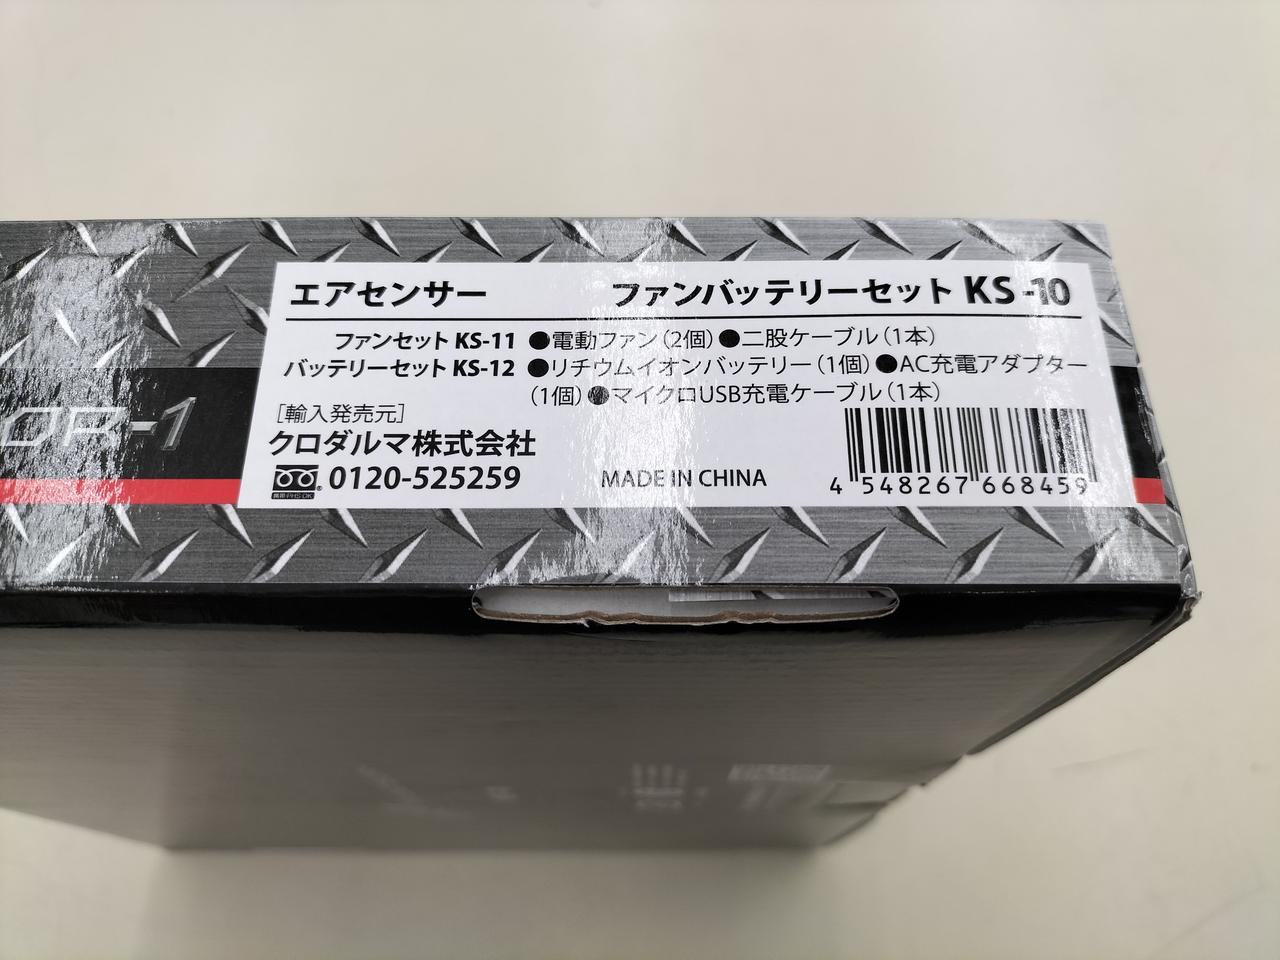 エアセンサー ファンバッテリーセット KS-10
ファンセット KS-11 ●電動ファン(2個) ●二股ケーブル(1本)
バッテリーセット KS-12 ●リチウムイオンバッテリー(1個) ●AC充電アダプター
(1個) ●マイクロUSB充電ケーブル(1本)
[輸入発売元]
クロダルマ株式会社
携帯・PHS OK
0120-525259
MADE IN CHINA
4 548267 668459
OR-1